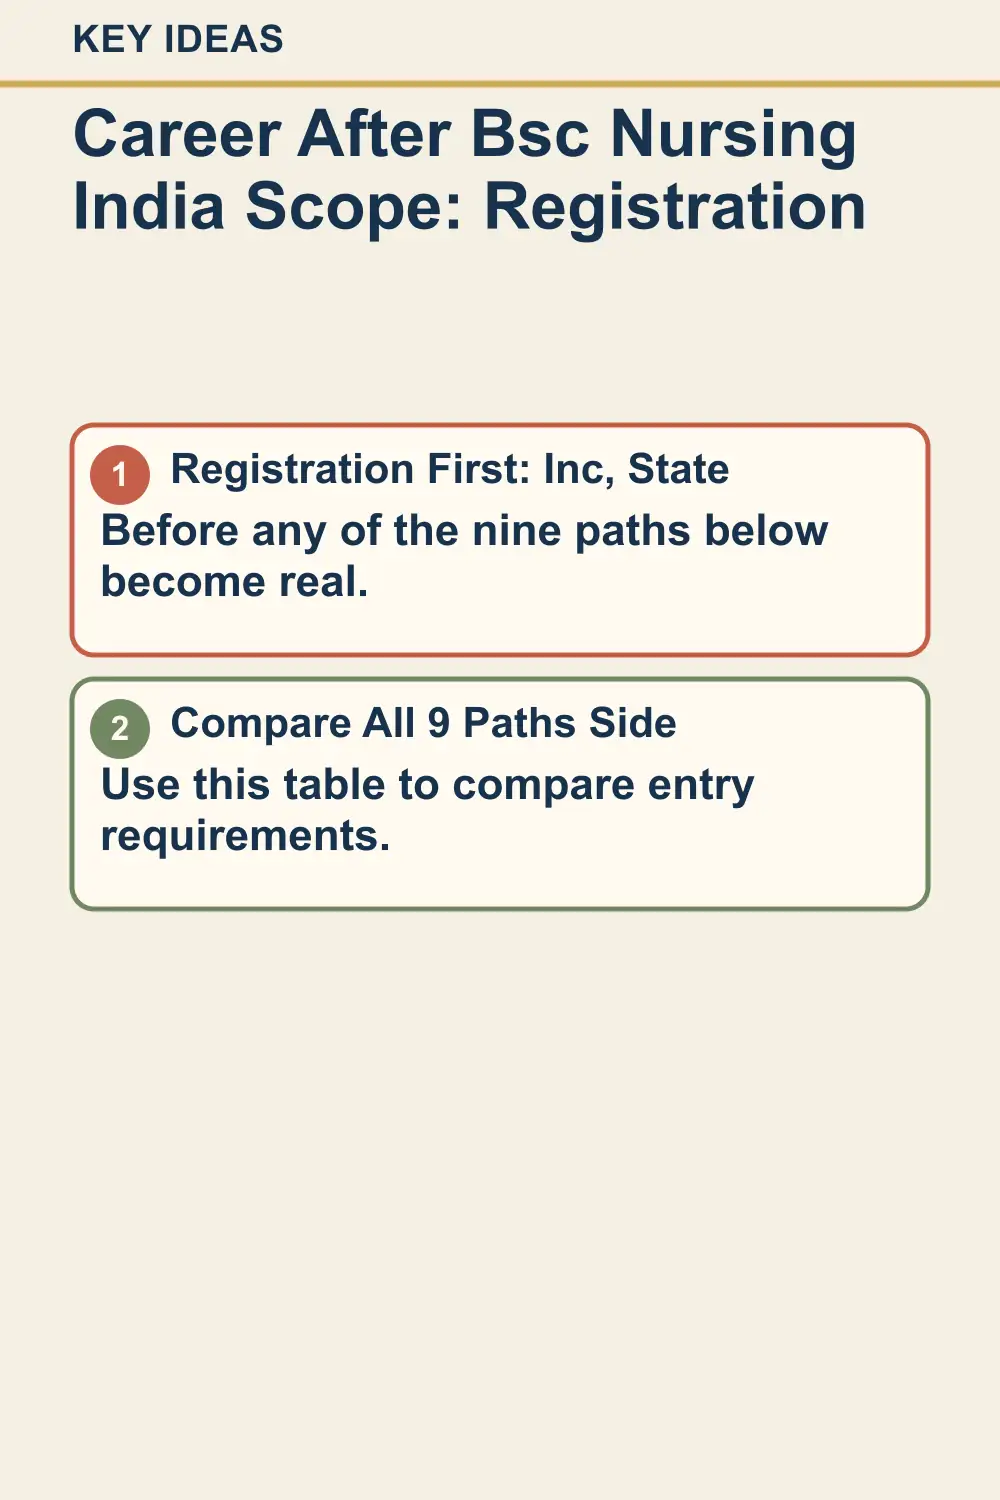 KEY IDEAS
Career After Bsc Nursing
India Scope: Registration
1 Registration First: Inc, State
Before any of the nine paths below
become real.
2 Compare All 9 Paths Side
Use this table to compare entry
requirements.